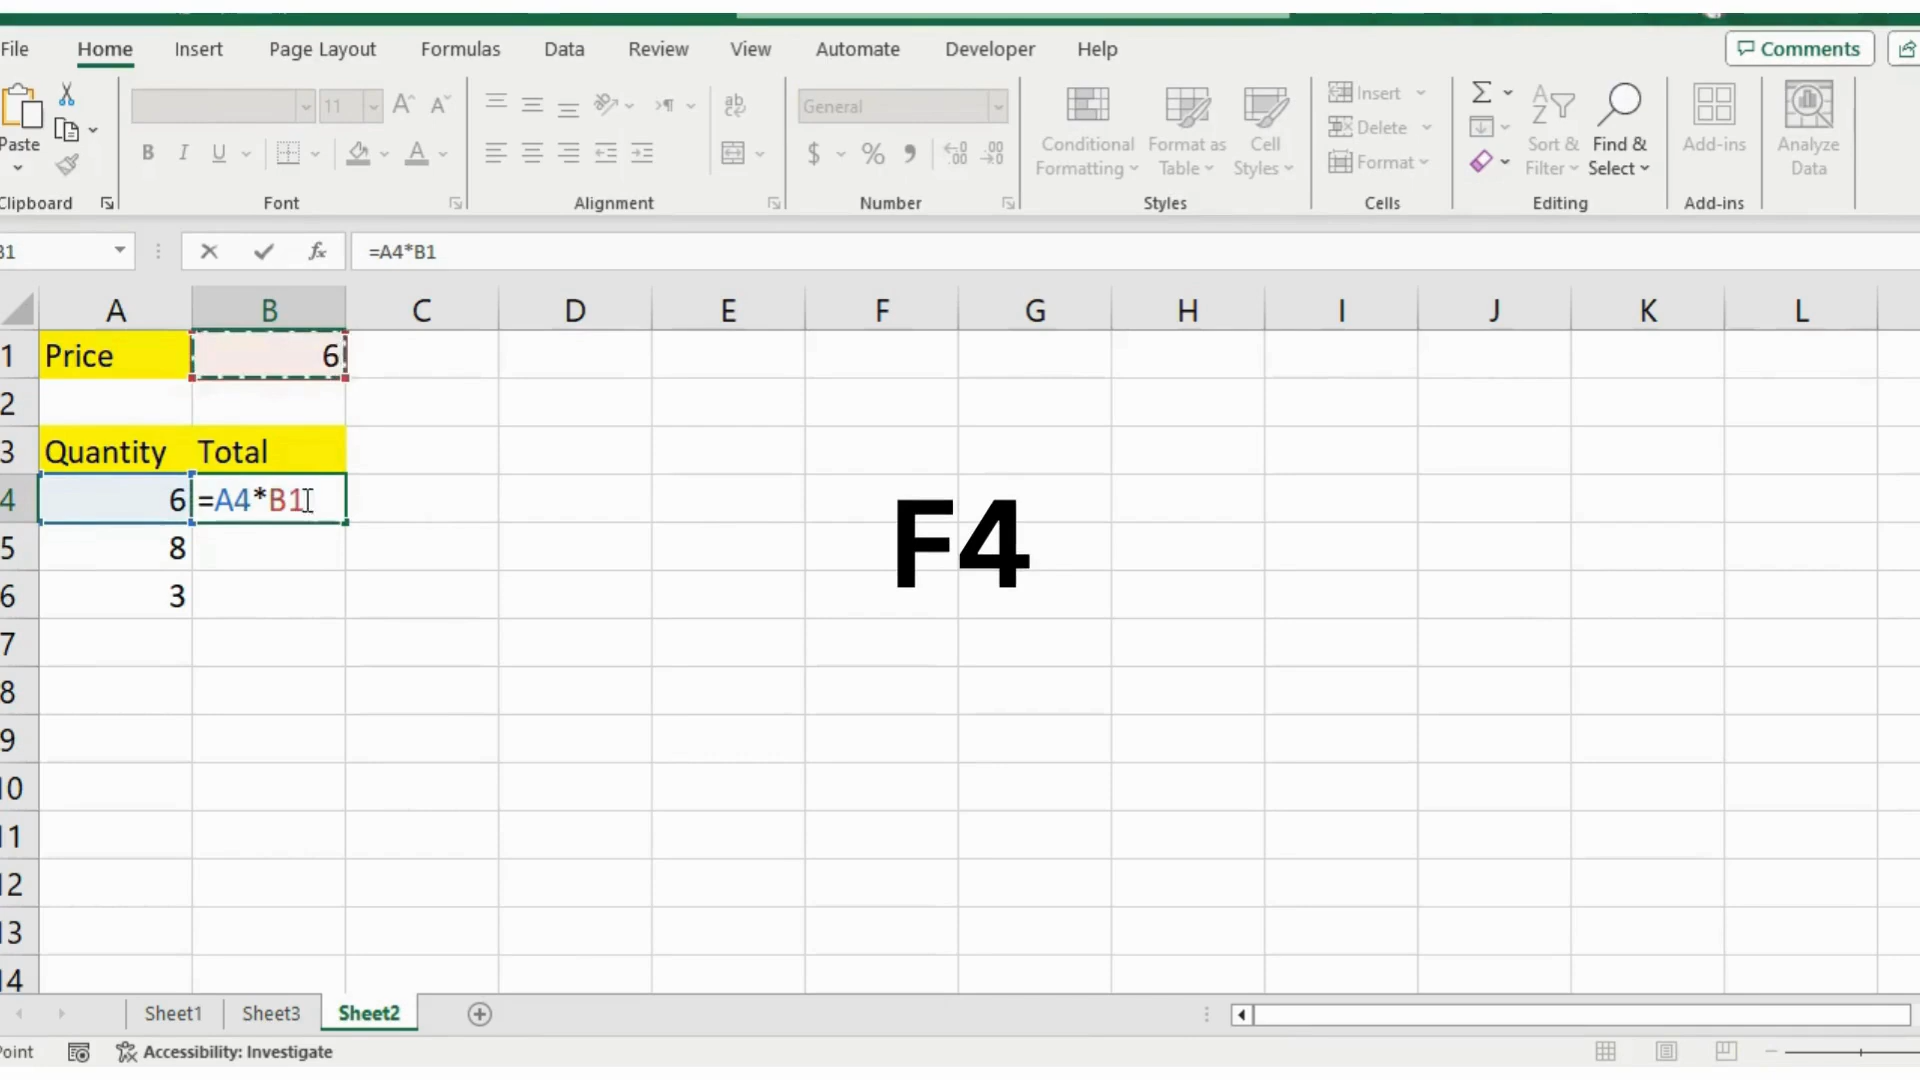 File Home Insert Page Layout Formulas Data Review View Automate Developer Help Comments
11 General Insert
Delete
Paste Conditional Format as Cell Sort & Find & Add-ins Analyze
Formatting Table Styles Format Filter Select Data
Clipboard Font Alignment Number Styles Cells Editing Add-ins
B1 fx =A4*B1
A B C D E F G H I J K L
1 Price 6
2
3 Quantity Total
4 6 =A4*B1
5 8
6 3
F4
7
8
9
10
11
12
13
14
Sheet1 Sheet3 Sheet2
Point Accessibility: Investigate